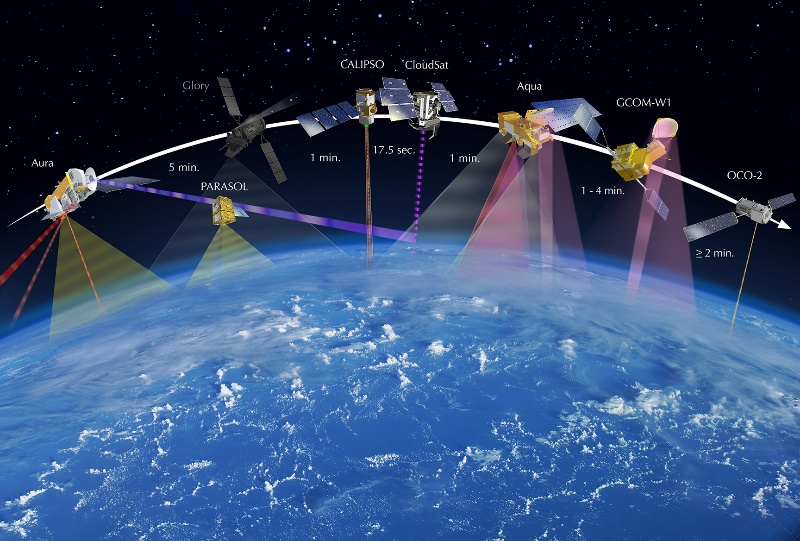 CALIPSO
CloudSat
Glory
Aqua
GCOM-W1
Aura
5 min.
1 min.
17.5 sec.
1 min.
1 - 4 min.
OCO-2
PARASOL
≥ 2 min.